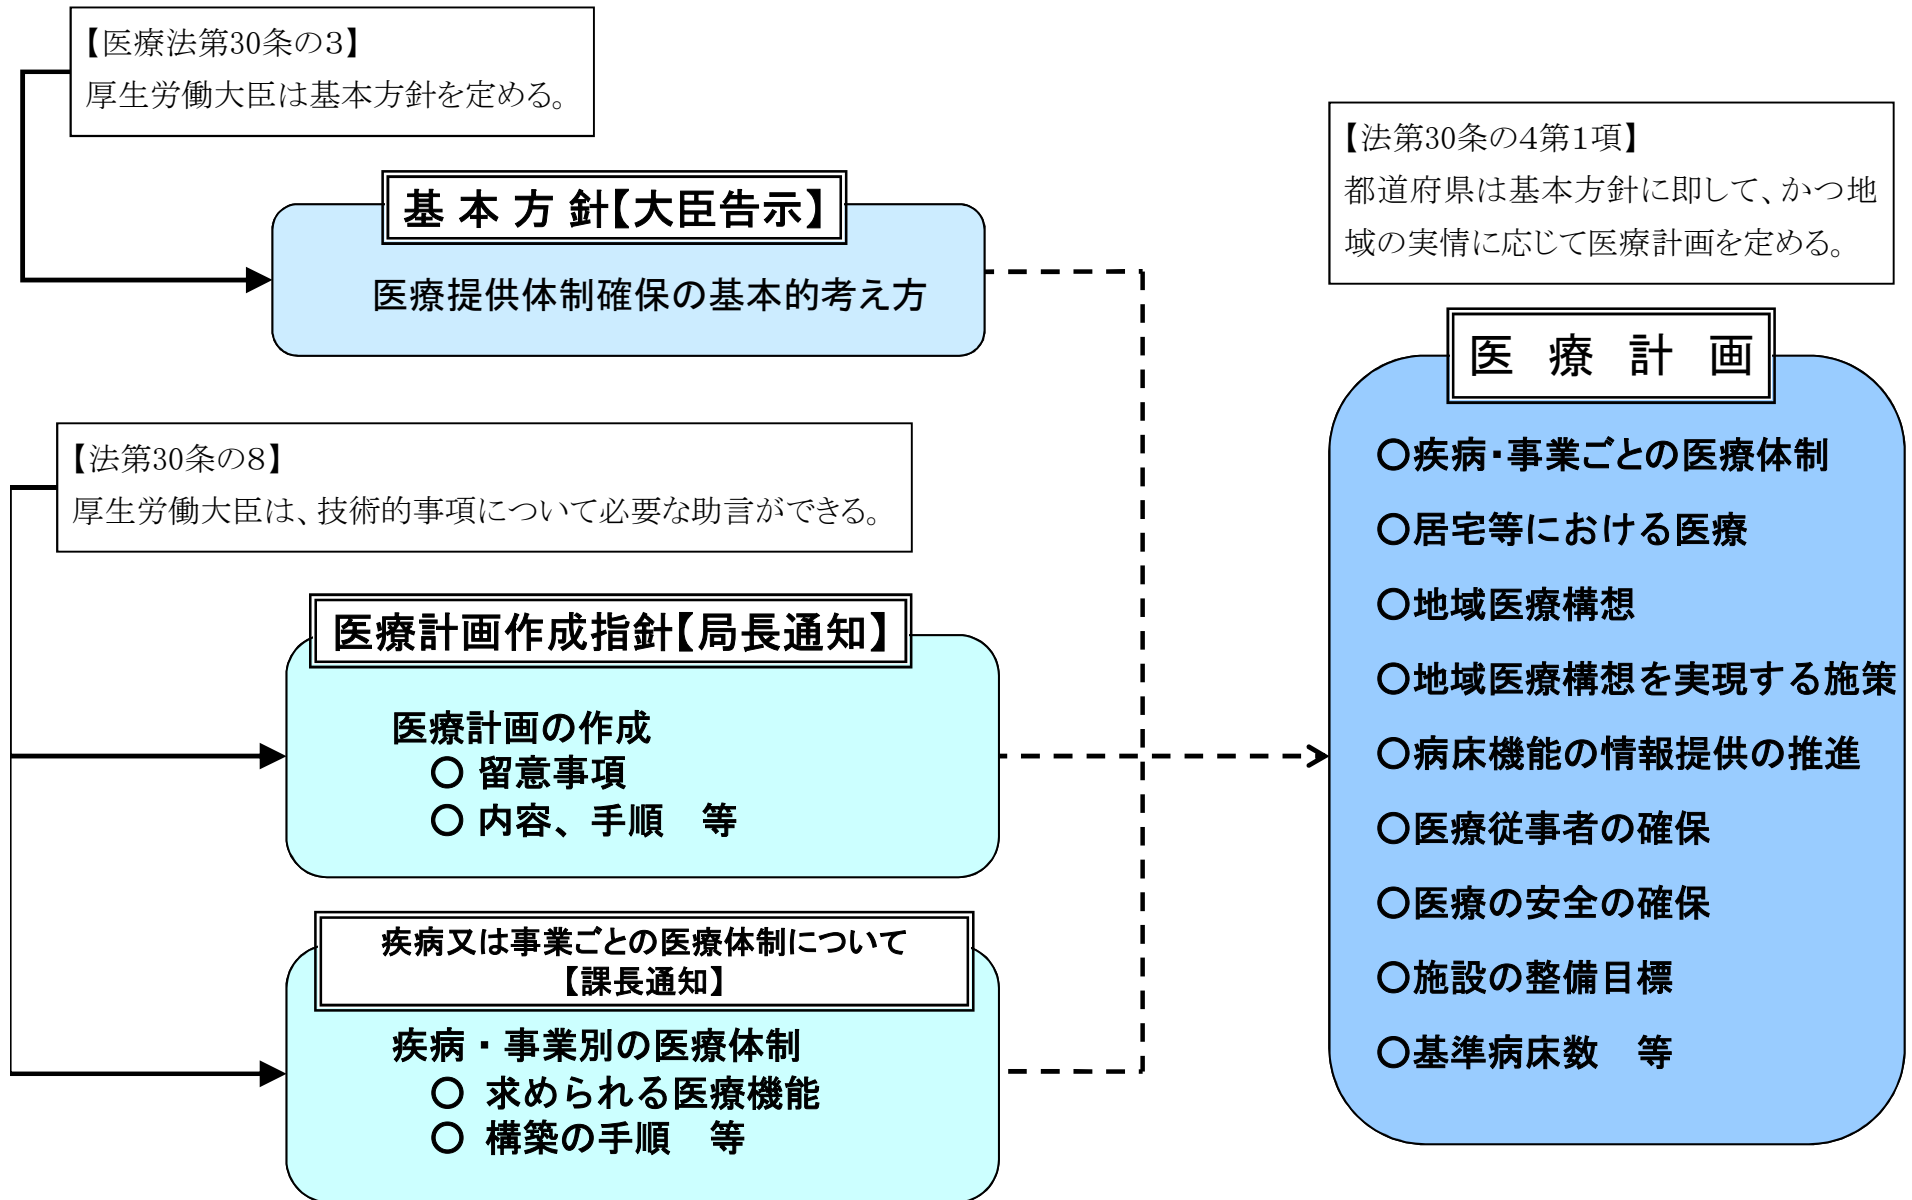 【医療法第30条の3】
厚生労働大臣は基本方針を定める。
基 本 方 針【大臣告示】
医療提供体制確保の基本的考え方
【法第30条の8】
厚生労働大臣は、技術的事項について必要な助言ができる。
医療計画作成指針【局長通知】
医療計画の作成
○ 留意事項
○ 内容、手順　等
疾病又は事業ごとの医療体制について
【課長通知】
疾病・事業別の医療体制
○ 求められる医療機能
○ 構築の手順　等
【法第30条の4第1項】
都道府県は基本方針に即して、かつ地
域の実情に応じて医療計画を定める。
医　療　計　画
○疾病・事業ごとの医療体制
○居宅等における医療
○地域医療構想
○地域医療構想を実現する施策
○病床機能の情報提供の推進
○医療従事者の確保
○医療の安全の確保
○施設の整備目標
○基準病床数　等